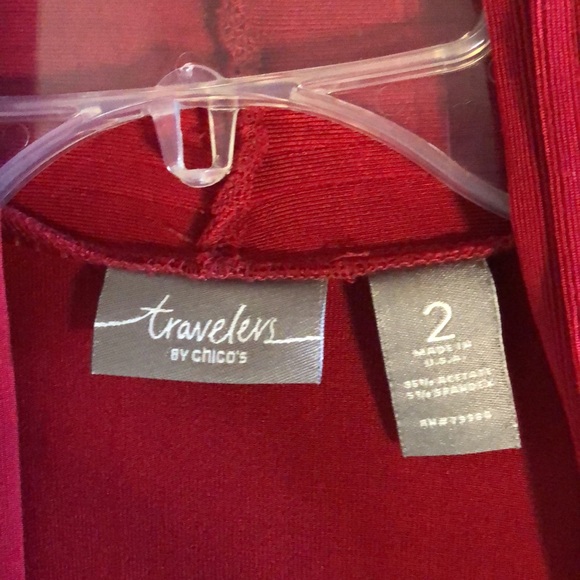 travelers
BY CHICO'S
2
MADE IN
U.S.A.
95% ACETATE
5% SPANDEX